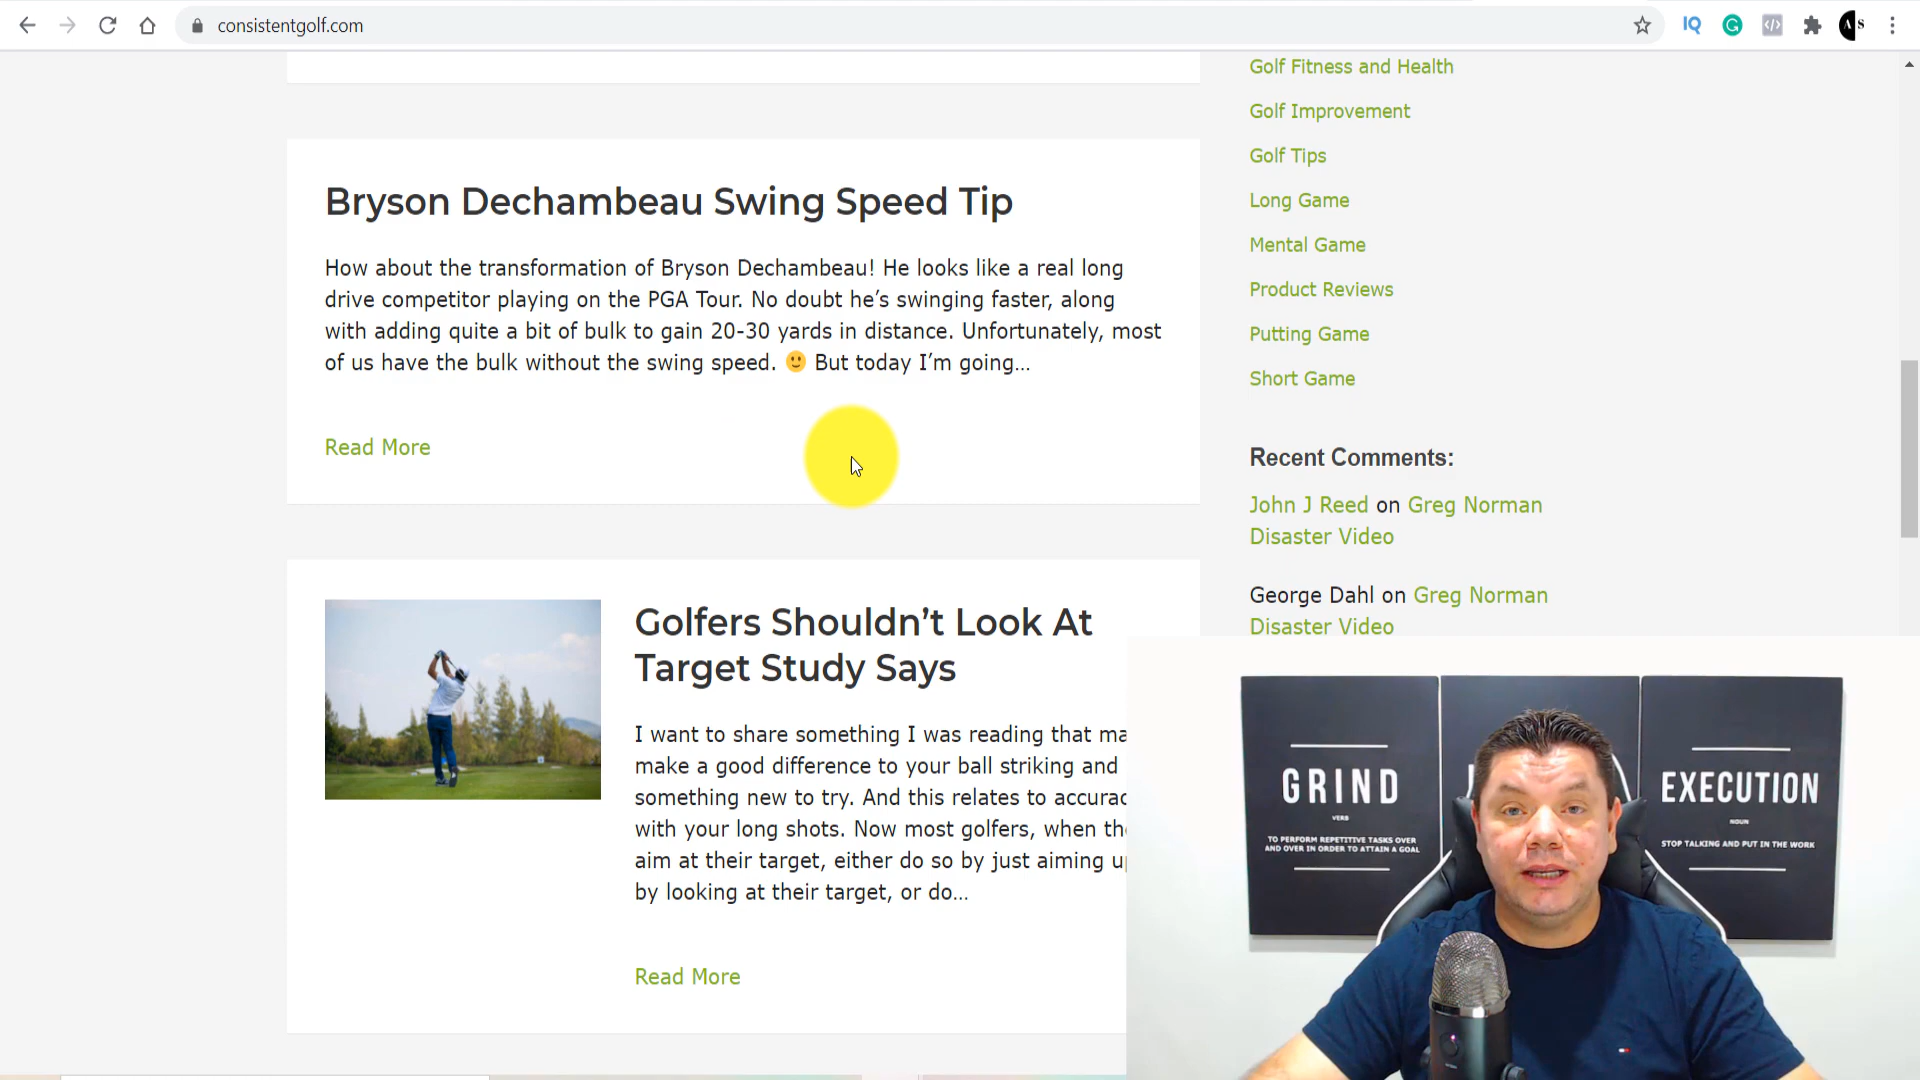 consistentgolf.com
IQ
G
A S
Bryson Dechambeau Swing Speed Tip
How about the transformation of Bryson Dechambeau! He looks like a real long
drive competitor playing on the PGA Tour. No doubt he’s swinging faster, along
with adding quite a bit of bulk to gain 20-30 yards in distance. Unfortunately, most
of us have the bulk without the swing speed. 🙂 But today I’m going…
Read More
Golfers Shouldn’t Look At
Target Study Says
I want to share something I was reading that ma
make a good difference to your ball striking and
something new to try. And this relates to accurac
with your long shots. Now most golfers, when th
aim at their target, either do so by just aiming u
by looking at their target, or do…
Read More
Golf Fitness and Health
Golf Improvement
Golf Tips
Long Game
Mental Game
Product Reviews
Putting Game
Short Game
Recent Comments:
John J Reed on Greg Norman
Disaster Video
George Dahl on Greg Norman
Disaster Video
GRIND
VERB
TO PERFORM REPETITIVE TASKS OVER
AND OVER IN ORDER TO ATTAIN A GOAL
EXECUTION
NOUN
STOP TALKING AND PUT IN THE WORK